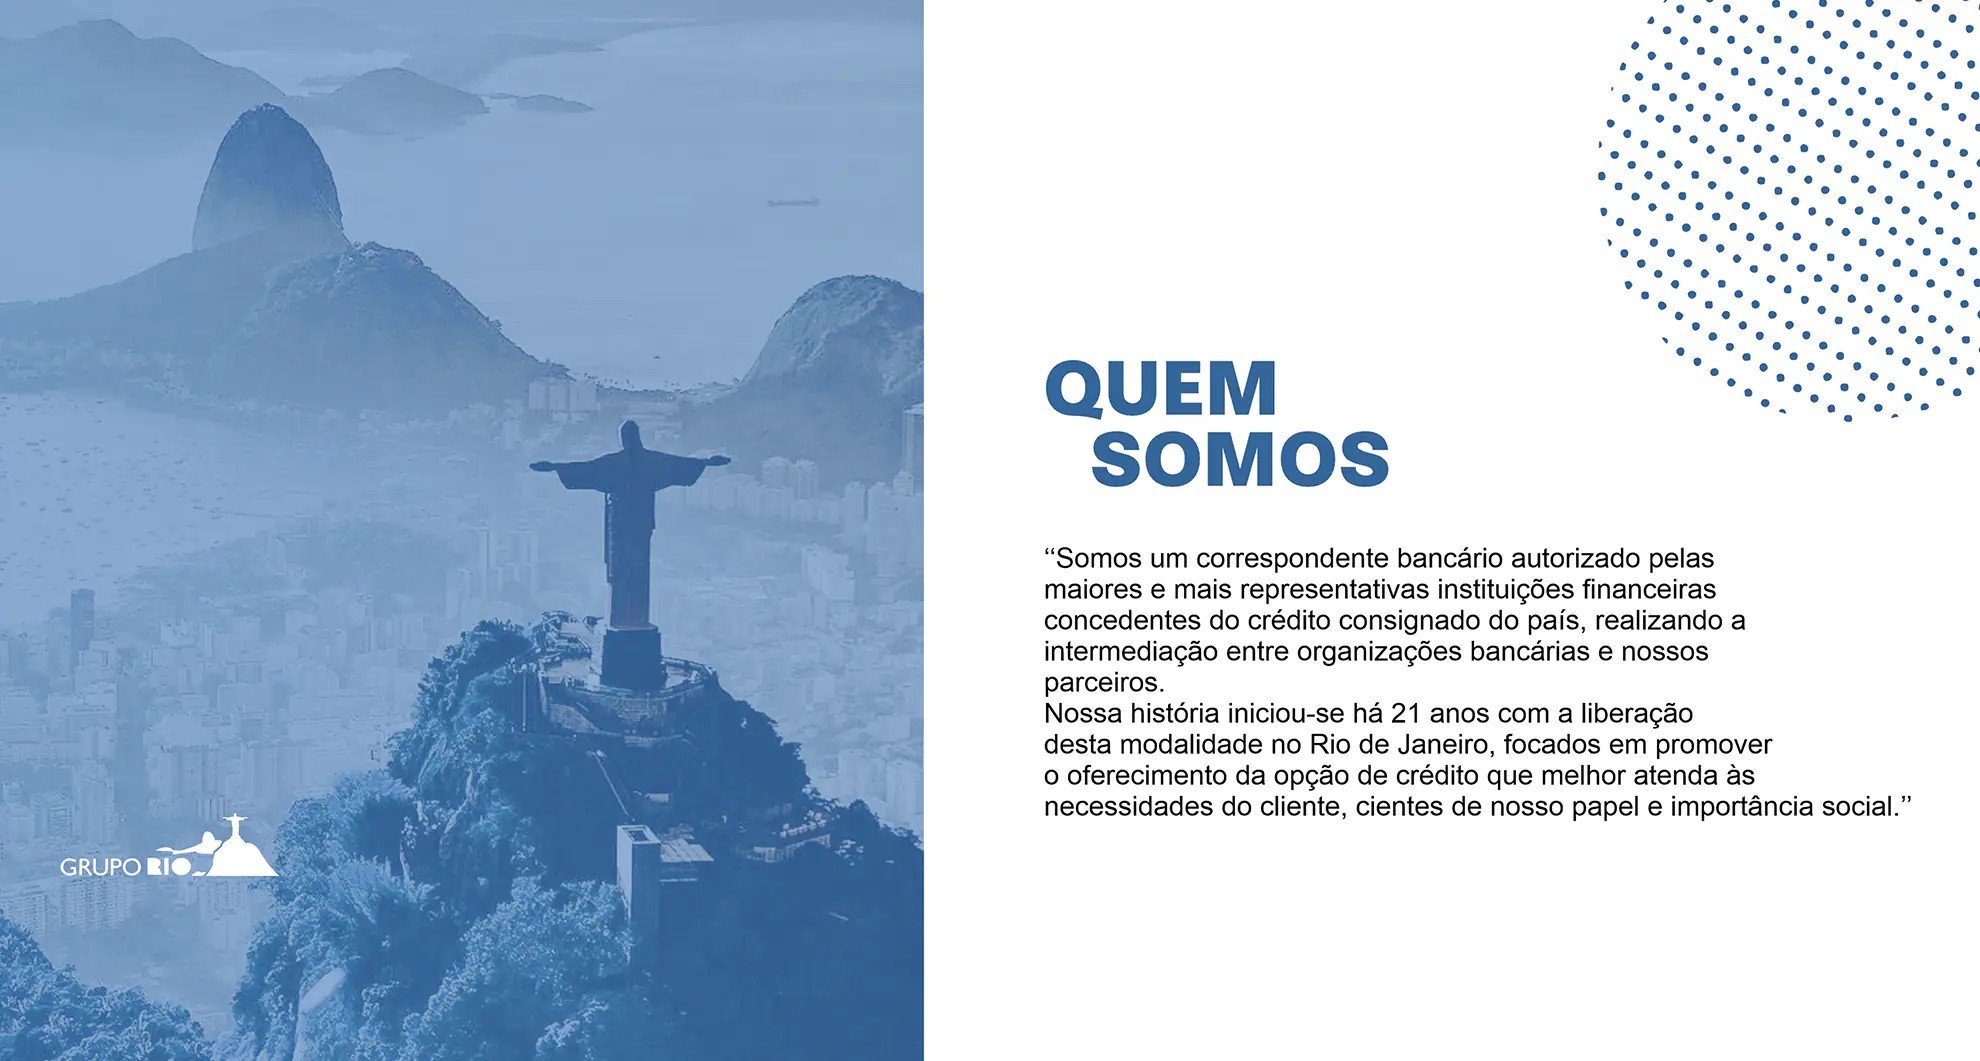 GRUPO RIO
QUEM
SOMOS
“Somos um correspondente bancário autorizado pelas
maiores e mais representativas instituições financeiras
concedentes do crédito consignado do país, realizando a
intermediação entre organizações bancárias e nossos
parceiros.
Nossa história iniciou-se há 21 anos com a liberação
desta modalidade no Rio de Janeiro, focados em promover
o oferecimento da opção de crédito que melhor atenda às
necessidades do cliente, cientes de nosso papel e importância social.”